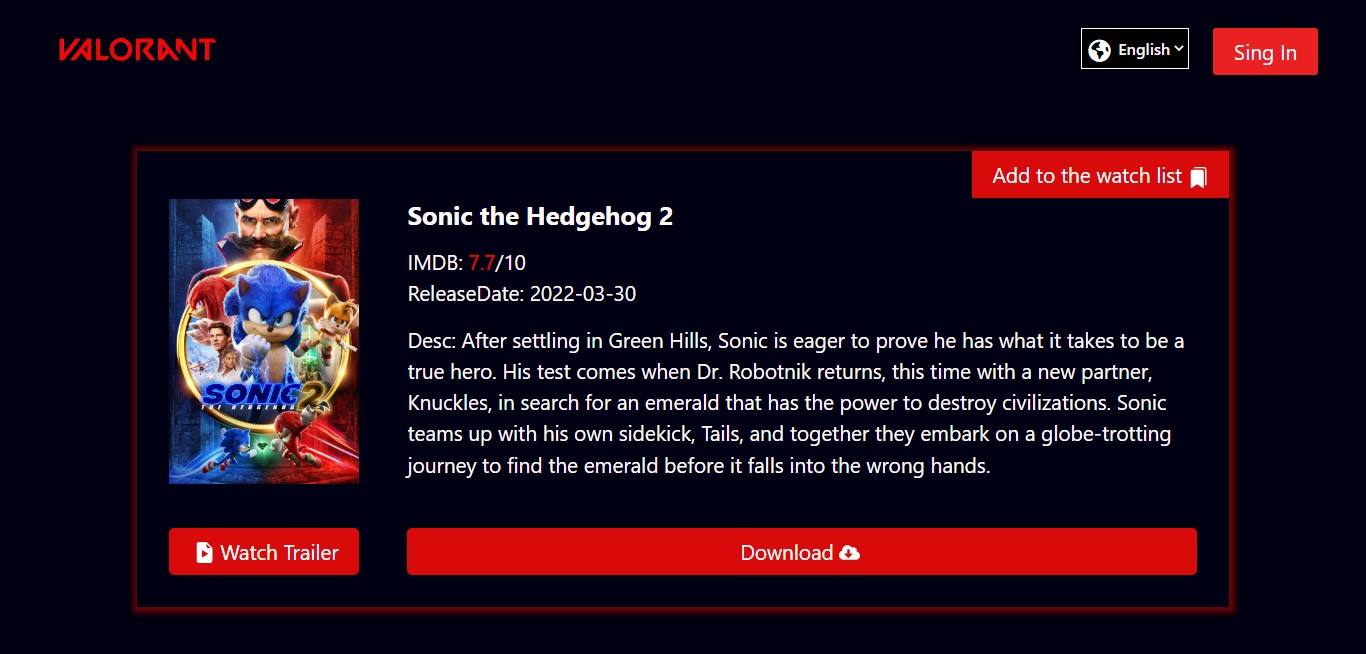 VALORANT
English
Sing In
Add to the watch list
Sonic the Hedgehog 2
IMDB: 7.7/10
ReleaseDate: 2022-03-30
Desc: After settling in Green Hills, Sonic is eager to prove he has what it takes to be a
true hero. His test comes when Dr. Robotnik returns, this time with a new partner,
Knuckles, in search for an emerald that has the power to destroy civilizations. Sonic
teams up with his own sidekick, Tails, and together they embark on a globe-trotting
journey to find the emerald before it falls into the wrong hands.
SONIC 2
THE HEDGEHOG
Watch Trailer
Download